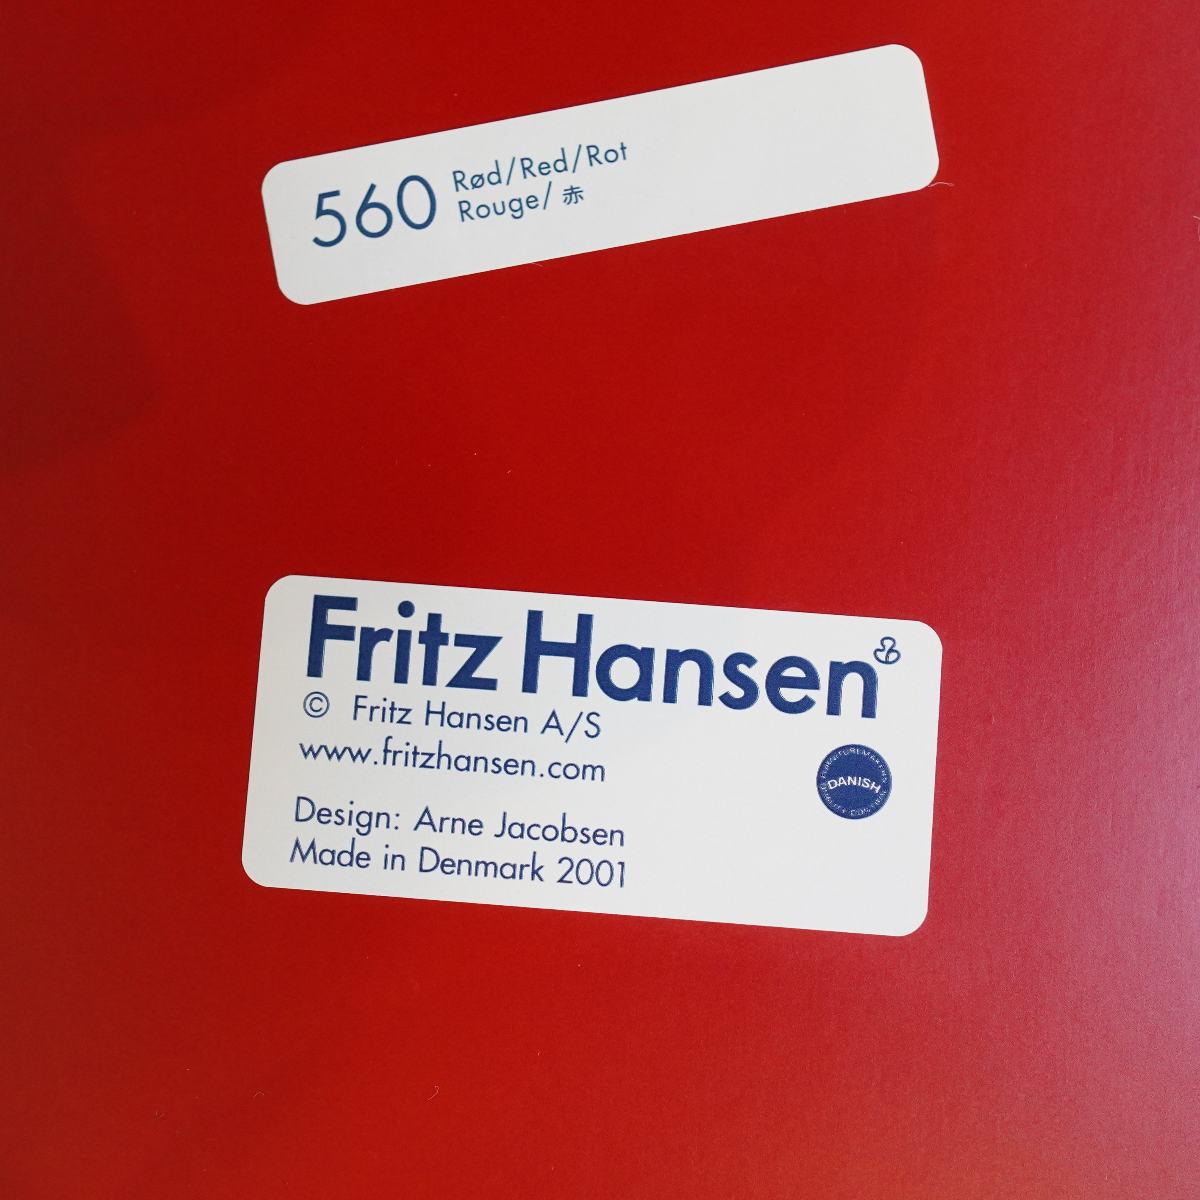 560 Rød/Red/Rot
Rouge/ 赤
Fritz Hansen
© Fritz Hansen A/S
www.fritzhansen.com
DANISH
Design: Arne Jacobsen
Made in Denmark 2001